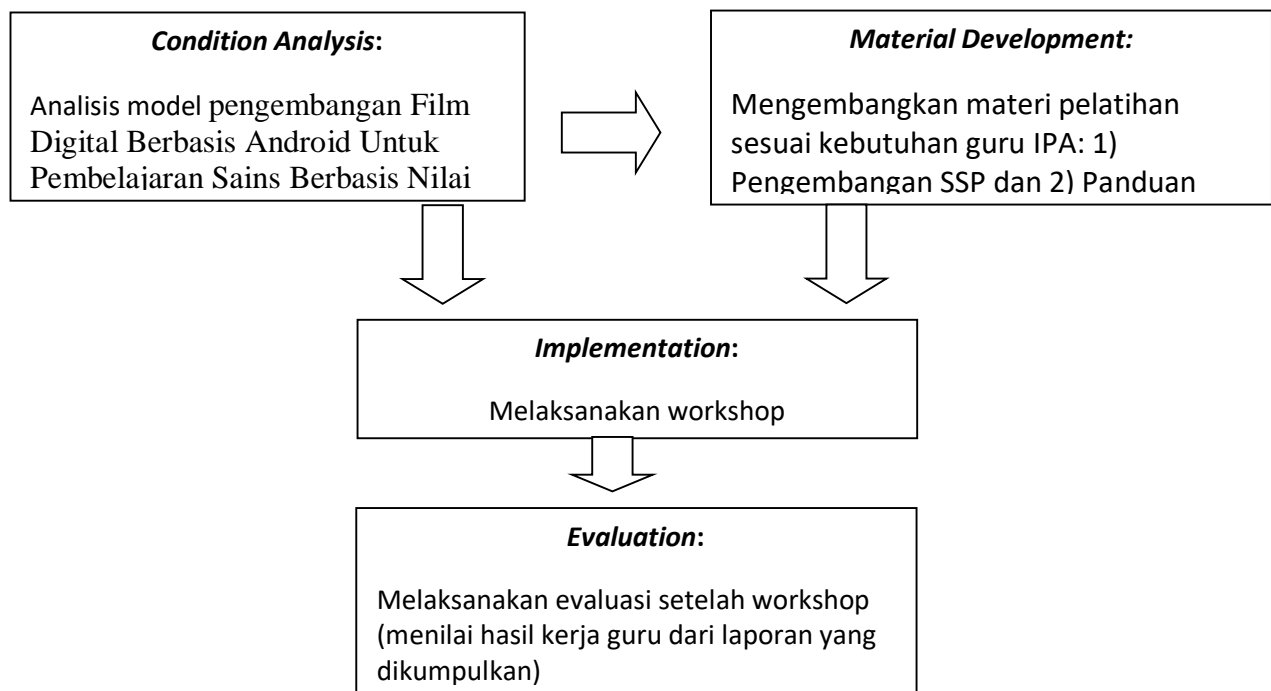 Condition Analysis:
Analisis model pengembangan Film
Digital Berbasis Android Untuk
Pembelajaran Sains Berbasis Nilai
Material Development:
Mengembangkan materi pelatihan
sesuai kebutuhan guru IPA: 1)
Pengembangan SSP dan 2) Panduan
Implementation:
Melaksanakan workshop
Evaluation:
Melaksanakan evaluasi setelah workshop
(menilai hasil kerja guru dari laporan yang
dikumpulkan)